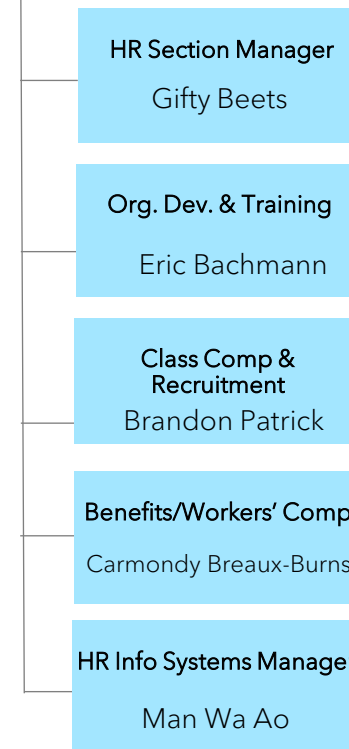 HR Section Manager
Gifty Beets
Org. Dev. & Training
Eric Bachmann
Class Comp &
Recruitment
Brandon Patrick
Benefits/Workers’ Comp
Carmondy Breaux-Burns
HR Info Systems Manage
Man Wa Ao